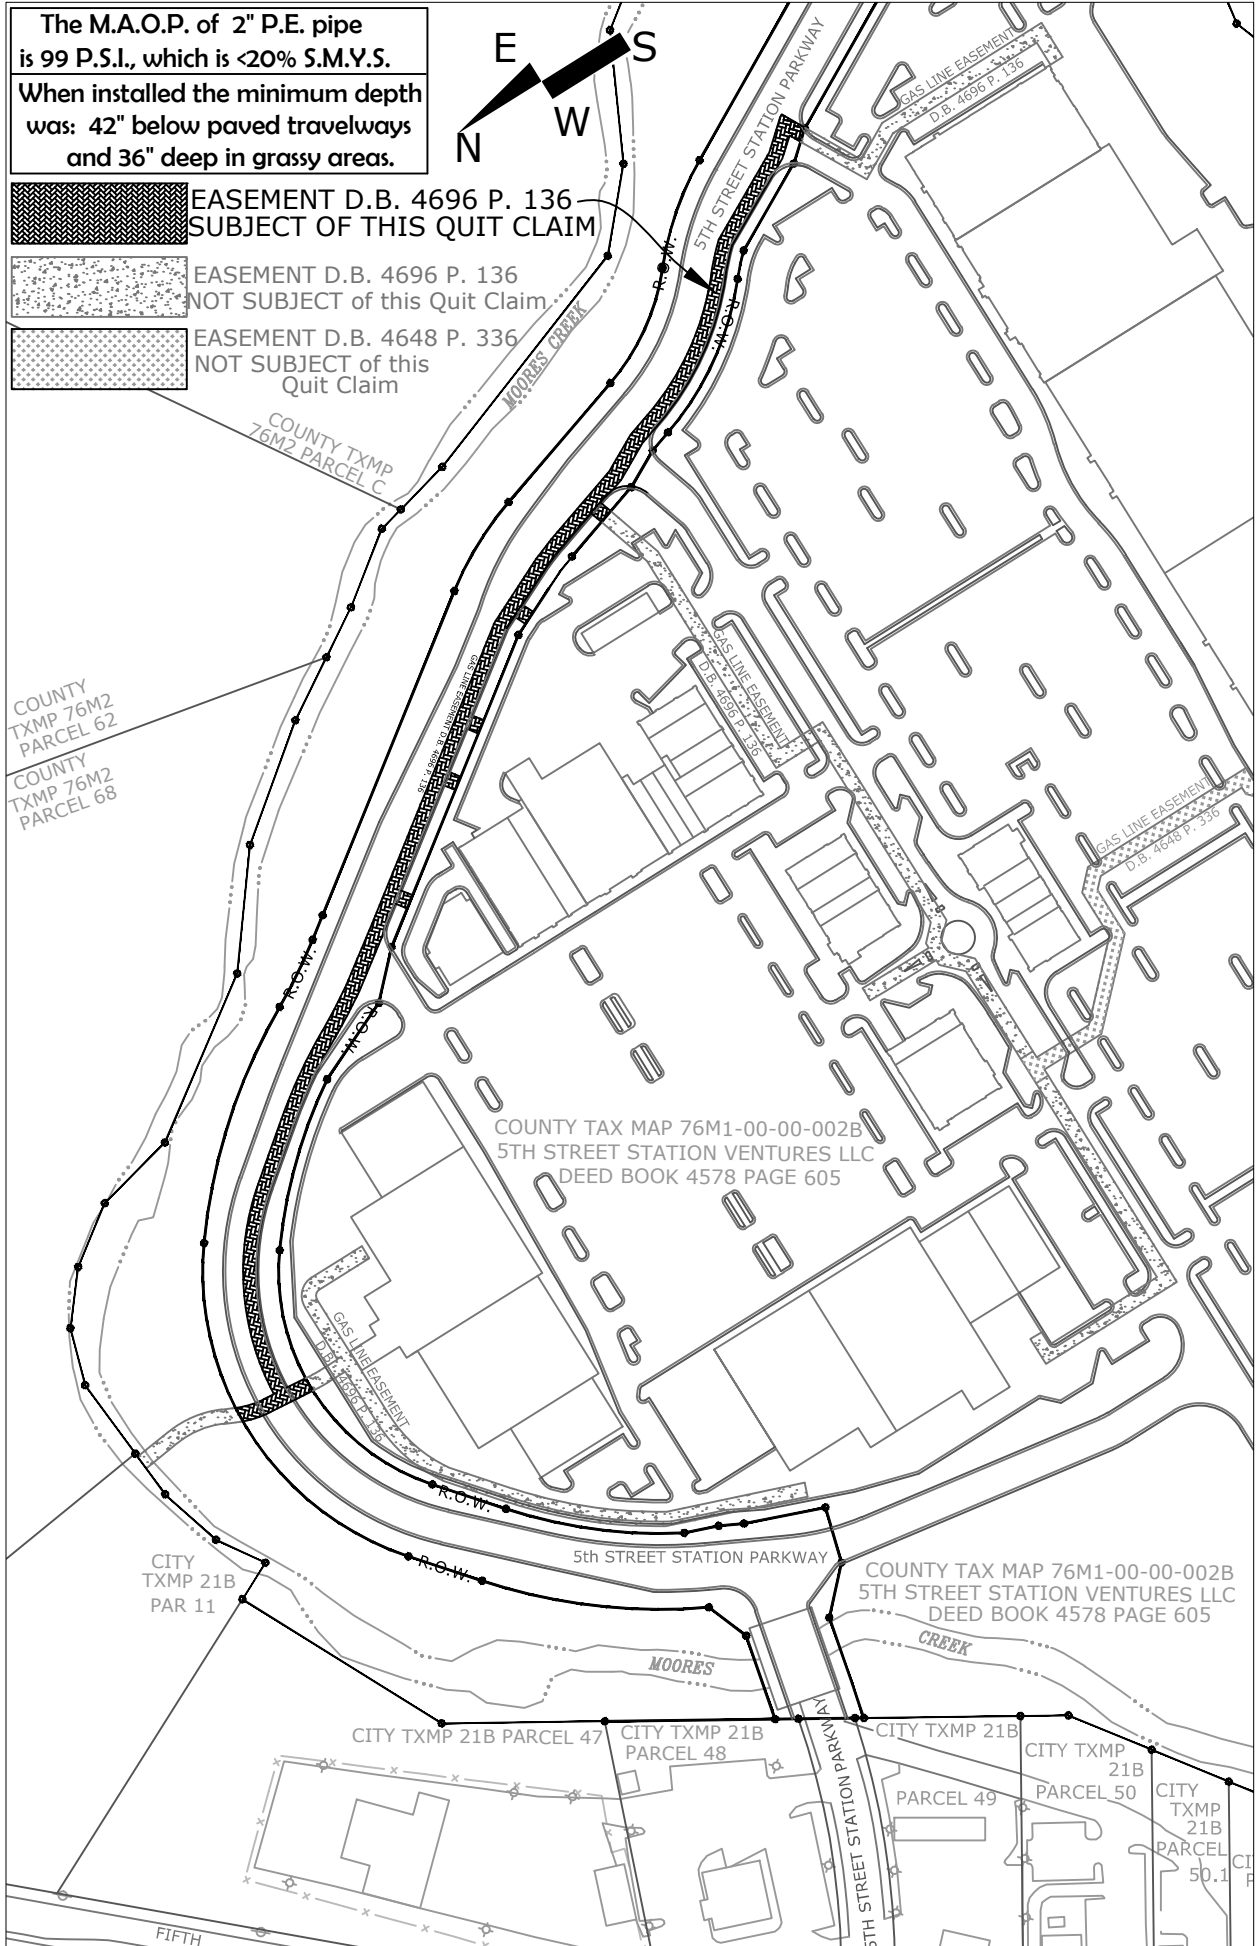 The M.A.O.P. of 2" P.E. pipe
is 99 P.S.I., which is <20% S.M.Y.S.
When installed the minimum depth
was: 42" below paved travelways
and 36" deep in grassy areas.
E
S
W
N
EASEMENT D.B. 4696 P. 136
SUBJECT OF THIS QUIT CLAIM
EASEMENT D.B. 4696 P. 136
NOT SUBJECT of this Quit Claim
EASEMENT D.B. 4648 P. 336
NOT SUBJECT of this
Quit Claim
5TH STREET STATION PARKWAY
GAS LINE EASEMENT
D.B. 4696 P. 136
R.O.W.
R.O.W.
MOORES CREEK
COUNTY TXMP
76M2 PARCEL C
COUNTY
TXMP 76M2
PARCEL 62
COUNTY
TXMP 76M2
PARCEL 68
GAS LINE EASEMENT D.B. 4696 P. 136
GAS LINE EASEMENT
D.B. 4696 P. 136
GAS LINE EASEMENT
D.B. 4648 P. 336
R.O.W.
R.O.W.
COUNTY TAX MAP 76M1-00-00-002B
5TH STREET STATION VENTURES LLC
DEED BOOK 4578 PAGE 605
GAS LINE EASEMENT
D.B. 4696 P. 136
R.O.W.
R.O.W.
5th STREET STATION PARKWAY
COUNTY TAX MAP 76M1-00-00-002B
5TH STREET STATION VENTURES LLC
DEED BOOK 4578 PAGE 605
CITY
TXMP 21B
PAR 11
MOORES
CREEK
CITY TXMP 21B PARCEL 47
CITY TXMP 21B
PARCEL 48
5TH STREET STATION PARKWAY
CITY TXMP 21B
PARCEL 49
CITY TXMP
21B
PARCEL 50
CITY
TXMP
21B
PARCEL
50.1
FIFTH